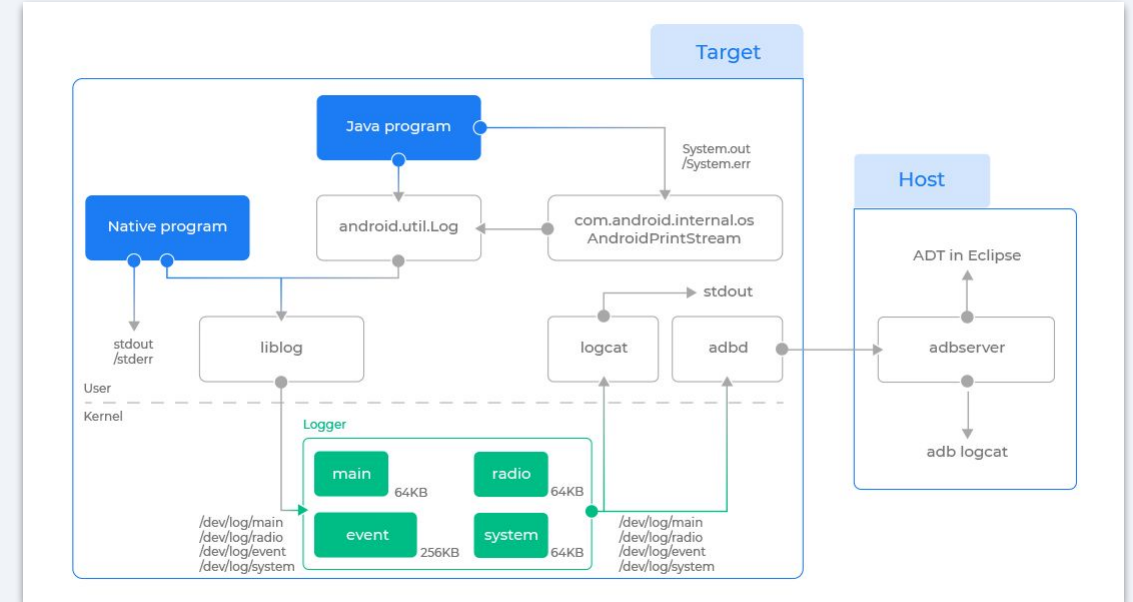 Target
Java program
System.out
/System.err
Host
Native program
android.util.Log
com.android.internal.os
AndroidPrintStream
ADT in Eclipse
stdout
stdout
/stderr
liblog
logcat
adbd
adbserver
User
Kernel
Logger
main
64KB
radio
64KB
adb logcat
event
256KB
system
64KB
/dev/log/main
/dev/log/radio
/dev/log/event
/dev/log/system
/dev/log/main
/dev/log/radio
/dev/log/event
/dev/log/system